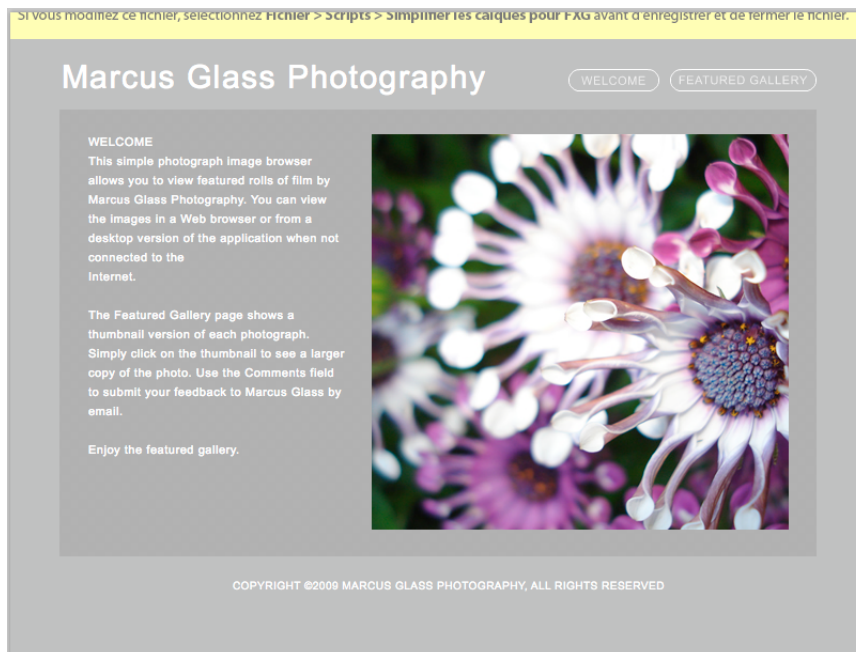 Si vous modifiez ce fichier, sélectionnez Fichier > Scripts > Simplifier les calques pour FXG avant d'enregistrer et de fermer le fichier.
Marcus Glass Photography
WELCOME
FEATURED GALLERY
WELCOME
This simple photograph image browser
allows you to view featured rolls of film by
Marcus Glass Photography. You can view
the images in a Web browser or from a
desktop version of the application when not
connected to the
Internet.
The Featured Gallery page shows a
thumbnail version of each photograph.
Simply click on the thumbnail to see a larger
copy of the photo. Use the Comments field
to submit your feedback to Marcus Glass by
email.
Enjoy the featured gallery.
COPYRIGHT ©2009 MARCUS GLASS PHOTOGRAPHY, ALL RIGHTS RESERVED